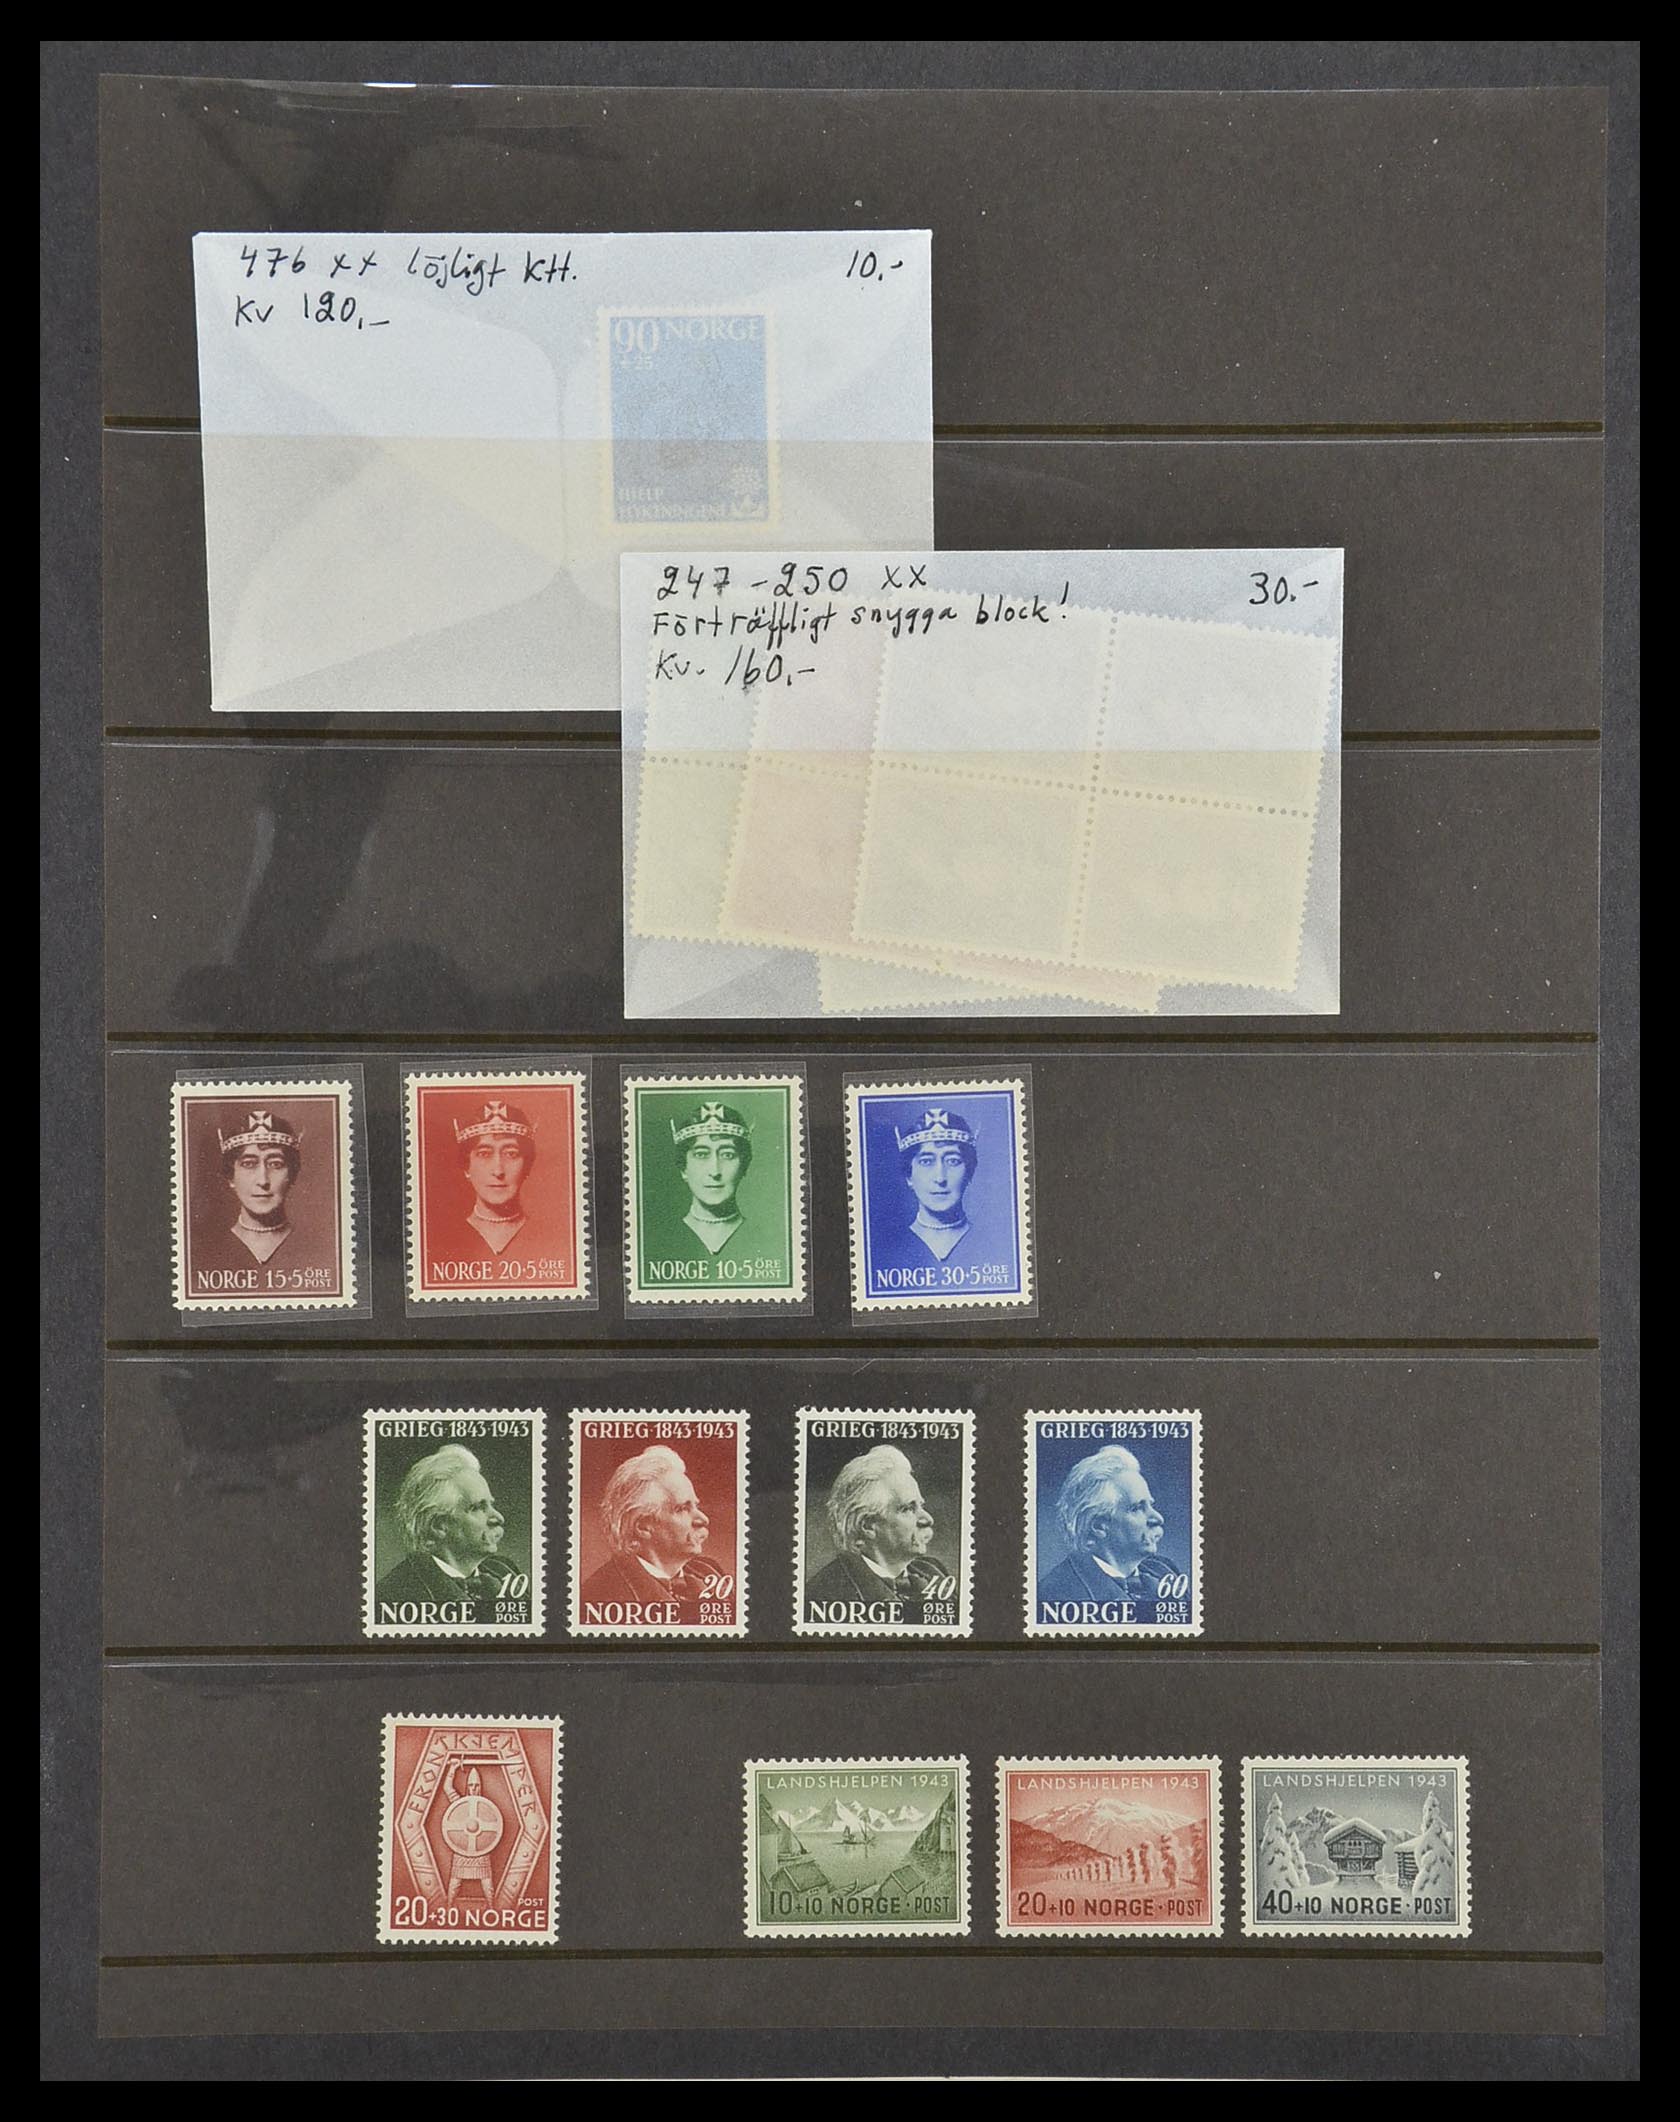 476 xx löjligt KH. 10.-
Kv 120,-
90 NORGE
+ 25
HJELP
FLYKTNINGENE
247-250 xx 30.-
Förträffligt snygga block!
Kv. 160.-
NORGE 15+5 ØRE POST
NORGE 20+5 ØRE POST
NORGE 10+5 ØRE POST
NORGE 30+5 ØRE POST
GRIEG·1843·1943
10
NORGE ØRE POST
GRIEG·1843·1943
20
NORGE ØRE POST
GRIEG·1843·1943
40
NORGE ØRE POST
GRIEG·1843·1943
60
NORGE ØRE POST
FRONTKJEMPER
POST
20+30 NORGE
LANDSHJELPEN 1943
10+10 NORGE·POST
LANDSHJELPEN 1943
20+10 NORGE·POST
LANDSHJELPEN 1943
40+10 NORGE·POST